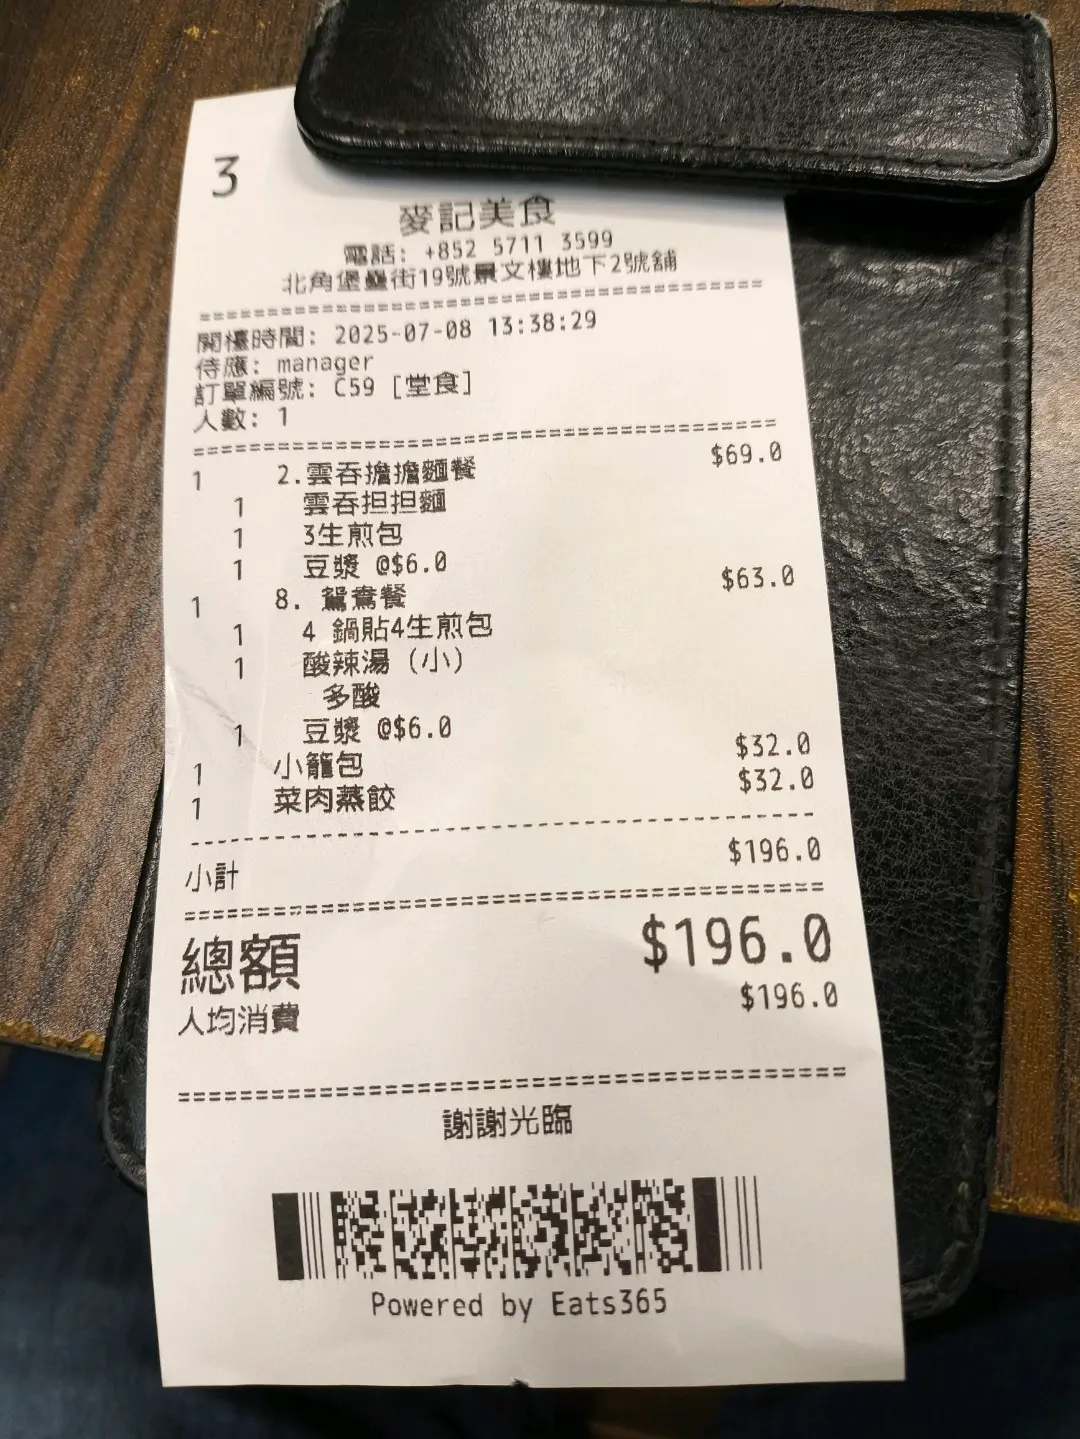 3
麥記美食
電話: +852 5711 3599
北角堡壘街19號景文樓地下2號舖
開檯時間: 2025-07-08 13:38:29
侍應: manager
訂單編號: C59 [堂食]
人數: 1
1 2.雲吞擔擔麵餐 $69.0
1 雲吞担担麵
1 3生煎包
1 豆漿 @$6.0
1 8. 鴛鴦餐 $63.0
1 4 鍋貼4生煎包
1 酸辣湯 (小)
多酸
1 豆漿 @$6.0
1 小籠包 $32.0
1 菜肉蒸餃 $32.0
小計 $196.0
總額 $196.0
人均消費 $196.0
謝謝光臨
Powered by Eats365